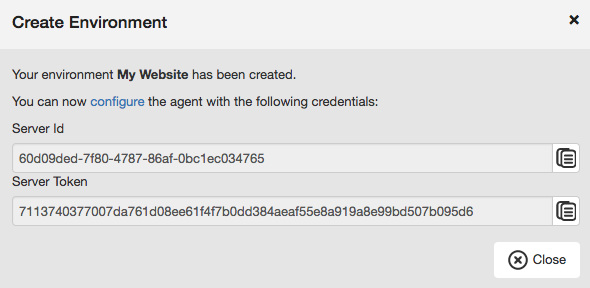 Create Environment
Your environment My Website has been created.
You can now configure the agent with the following credentials:
Server Id
60d09ded-7f80-4787-86af-0bc1ec034765
Server Token
7113740377007da761d08ee61f4f7b0dd384aeaf55e8a919a8e99bd507b095d6
Close